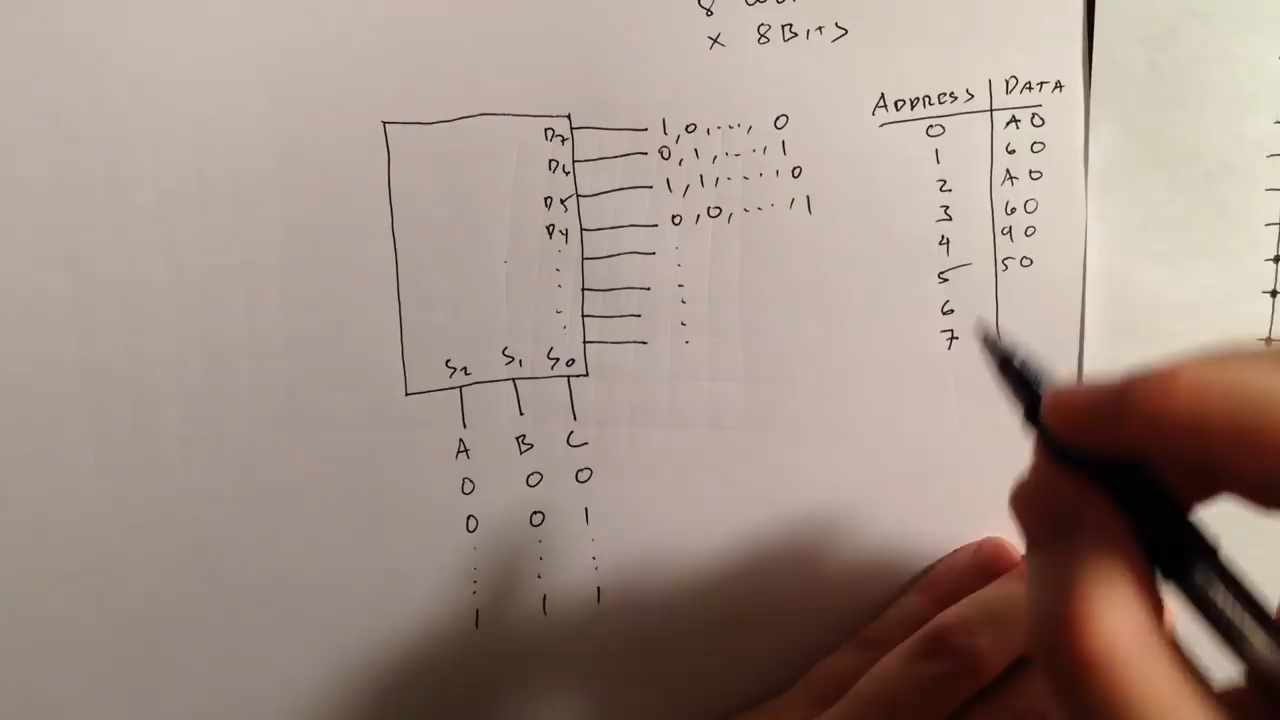 × 8 BITS
ADDRESS DATA
0 A0
1 60
2 A0
3 60
4 90
5 50
6
7
D7 1,0,....,0
D6 0,1,....,1
D5 1,1,.....0
D4 0,0,....,1
S2 S1 S0
A B C
0 0 0
0 0 1
1 1 1